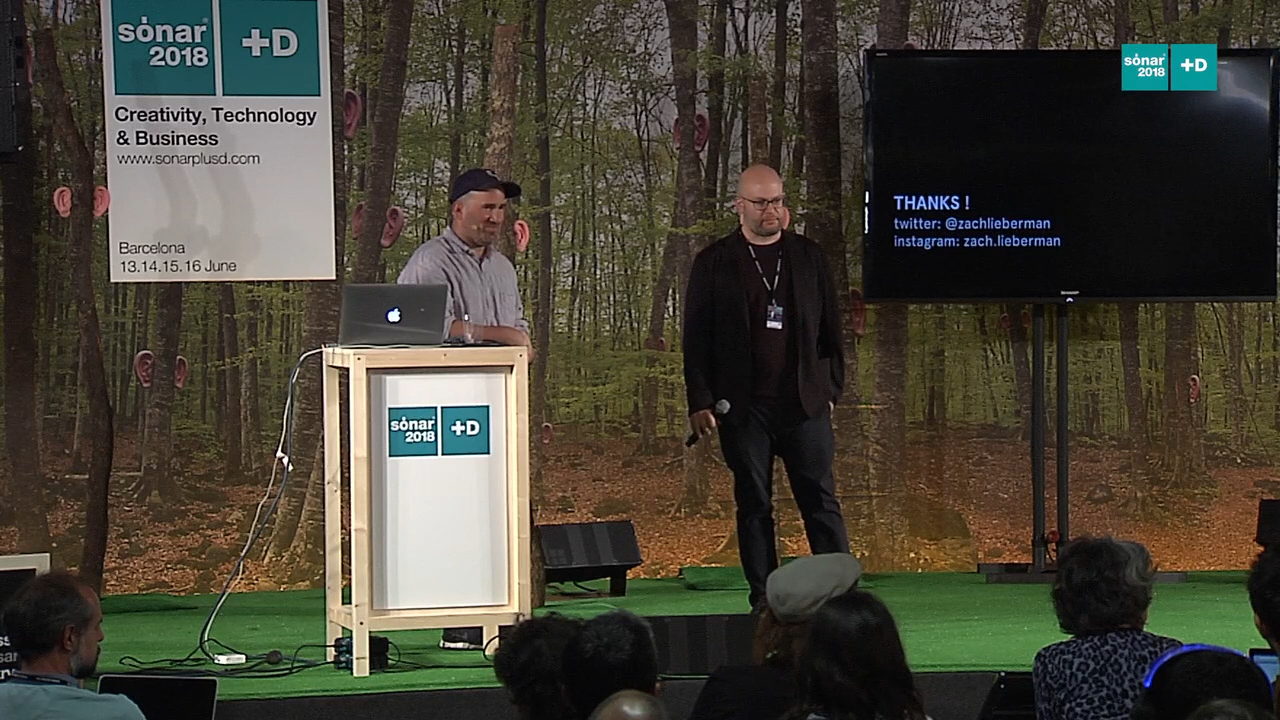 sónar
2018
+D
Creativity, Technology
& Business
www.sonarplusd.com
Barcelona
13.14.15.16 June
sónar
2018
+D
THANKS !
twitter: @zachlieberman
instagram: zach.lieberman
sónar
2018
+D